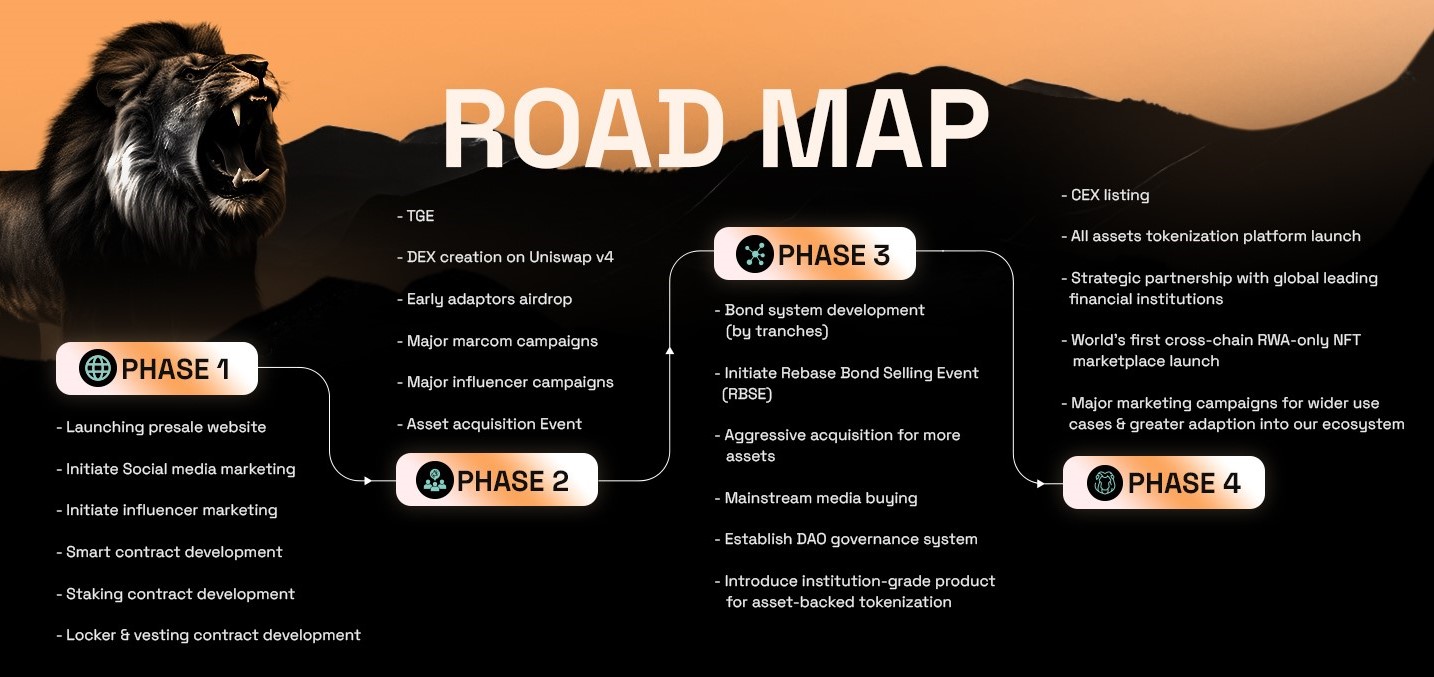 ROAD MAP
PHASE 1
- Launching presale website
- Initiate Social media marketing
- Initiate influencer marketing
- Smart contract development
- Staking contract development
- Locker & vesting contract development
- TGE
- DEX creation on Uniswap v4
- Early adaptors airdrop
- Major marcom campaigns
- Major influencer campaigns
- Asset acquisition Event
PHASE 2
PHASE 3
- Bond system development
(by tranches)
- Initiate Rebase Bond Selling Event
(RBSE)
- Aggressive acquisition for more
assets
- Mainstream media buying
- Establish DAO governance system
- Introduce institution-grade product
for asset-backed tokenization
- CEX listing
- All assets tokenization platform launch
- Strategic partnership with global leading
financial institutions
- World's first cross-chain RWA-only NFT
marketplace launch
- Major marketing campaigns for wider use
cases & greater adaption into our ecosystem
PHASE 4